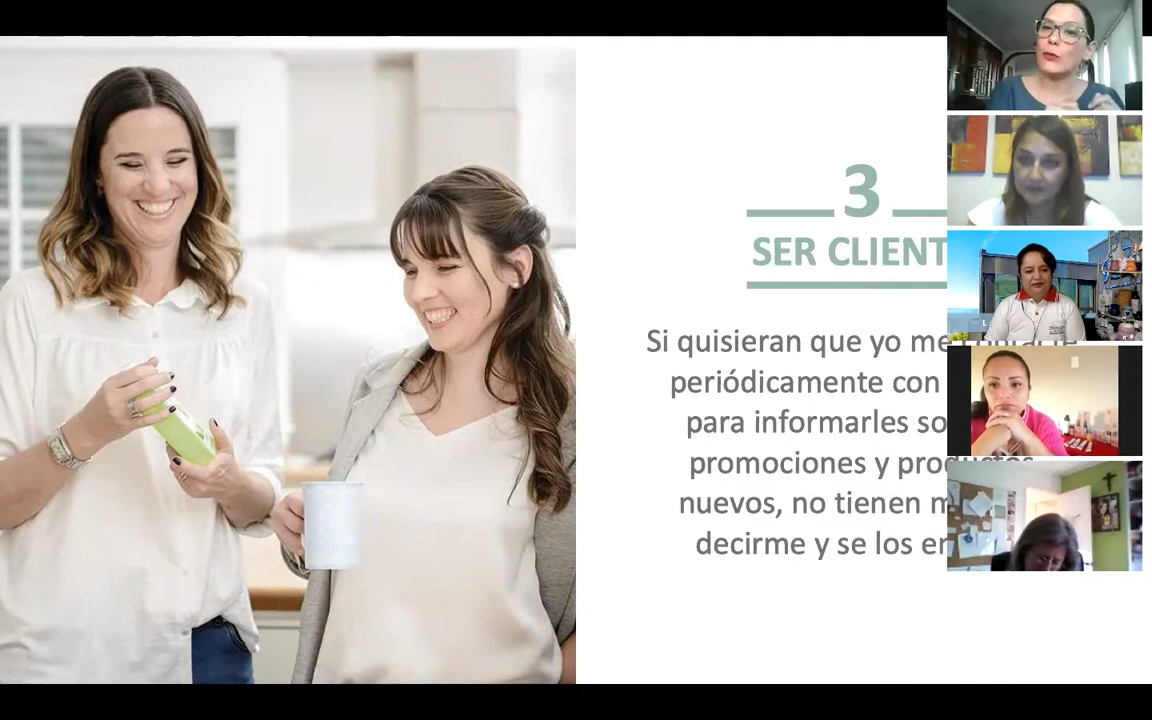 3
SER CLIENT
Si quisieran que yo me
periódicamente con
para informarles so
promociones y productos
nuevos, no tienen m
decirme y se los en